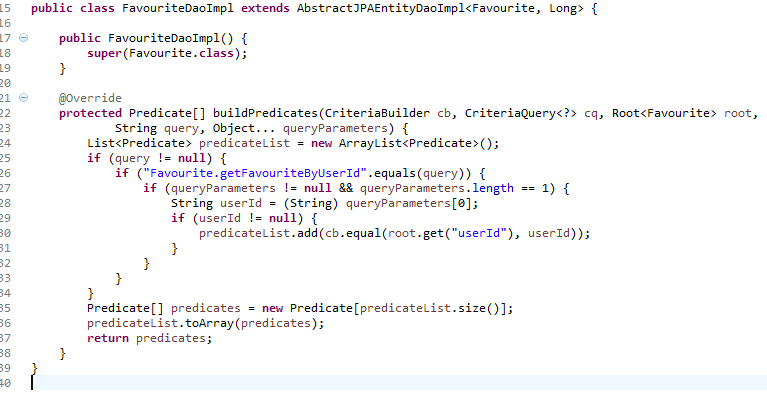 15 public class FavouriteDaoImpl extends AbstractJPAEntityDaoImpl<Favourite, Long> {
16
17     public FavouriteDaoImpl() {
18         super(Favourite.class);
19     }
20
21     @Override
22     protected Predicate[] buildPredicates(CriteriaBuilder cb, CriteriaQuery<?> cq, Root<Favourite> root,
23             String query, Object... queryParameters) {
24         List<Predicate> predicateList = new ArrayList<Predicate>();
25         if (query != null) {
26             if ("Favourite.getFavouriteByUserId".equals(query)) {
27                 if (queryParameters != null && queryParameters.length == 1) {
28                     String userId = (String) queryParameters[0];
29                     if (userId != null) {
30                         predicateList.add(cb.equal(root.get("userId"), userId));
31                     }
32                 }
33             }
34         }
35         Predicate[] predicates = new Predicate[predicateList.size()];
36         predicateList.toArray(predicates);
37         return predicates;
38     }
39 }
40